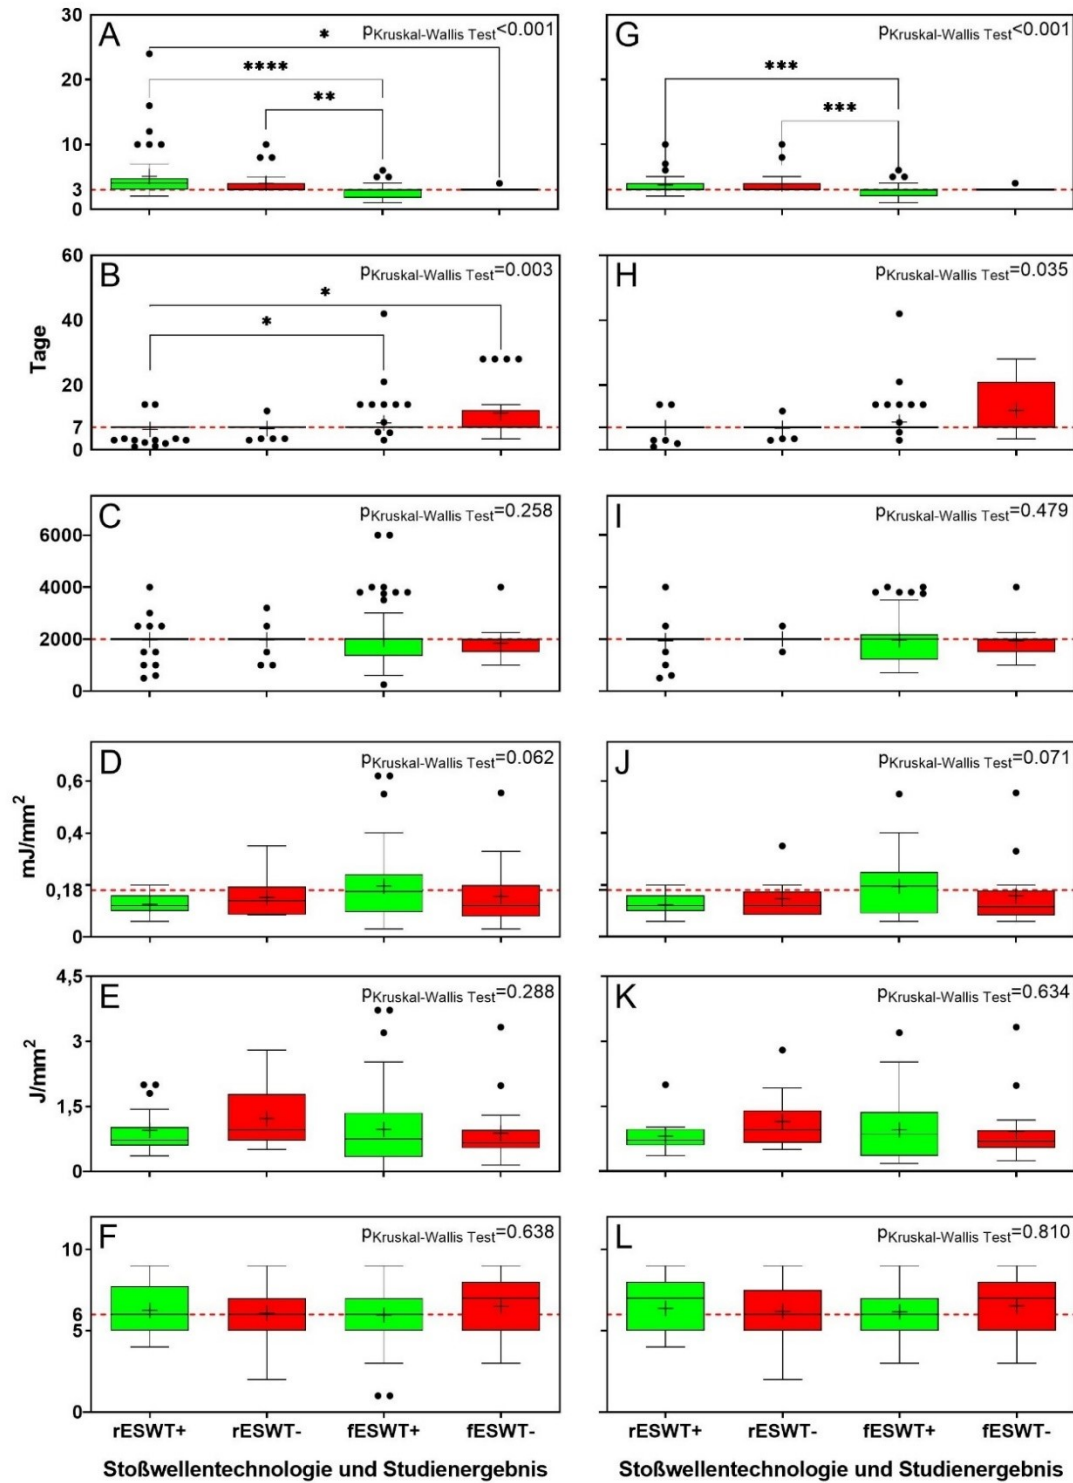 A
pKruskal-Wallis Test<0.001
*
****
**
30
20
10
3
0
G
pKruskal-Wallis Test<0.001
***
***
B
pKruskal-Wallis Test=0.003
*
*
Tage
60
40
20
7
0
H
pKruskal-Wallis Test=0.035
C
pKruskal-Wallis Test=0.258
6000
4000
2000
0
I
pKruskal-Wallis Test=0.479
D
pKruskal-Wallis Test=0.062
mJ/mm²
0,6
0,4
0,18
0
J
pKruskal-Wallis Test=0.071
E
pKruskal-Wallis Test=0.288
J/mm²
4,5
3
1,5
0
K
pKruskal-Wallis Test=0.634
F
pKruskal-Wallis Test=0.638
10
6
5
0
L
pKruskal-Wallis Test=0.810
rESWT+ rESWT- fESWT+ fESWT-
rESWT+ rESWT- fESWT+ fESWT-
Stoßwellentechnologie und Studienergebnis
Stoßwellentechnologie und Studienergebnis